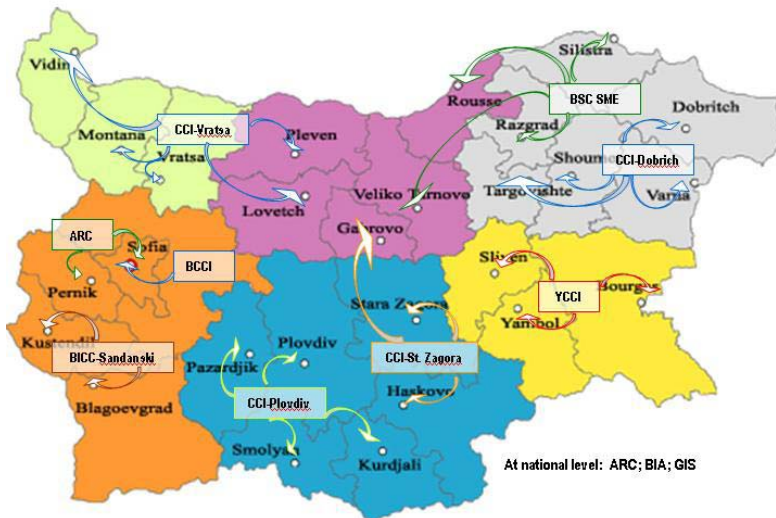 Silistra
Vidin
Rousse
BSC SME
Dobritch
Razgrad
Montana
CCI-Vratsa
Pleven
Vratsa
Shoumen
CCI-Dobrich
Targovishte
Varna
Veliko Turnovo
Lovetch
Gabrovo
ARC
Sofia
BCCI
Sliven
YCCI
Bourgas
Pernik
Stara Zagora
Yambol
Kustendil
BICC-Sandanski
Plovdiv
Pazardjik
CCI-St. Zagora
Blagoevgrad
CCI-Plovdiv
Haskovo
Smolyan
Kurdjali
At national level: ARC; BIA; GIS